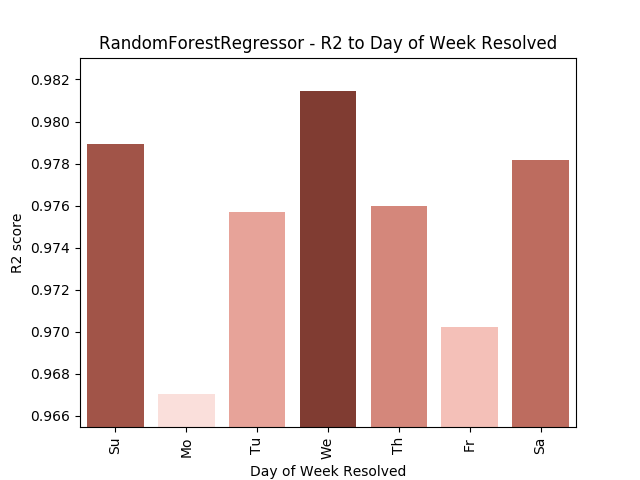 RandomForestRegressor - R2 to Day of Week Resolved
0.982
0.980
0.978
0.976
0.974
0.972
0.970
0.968
0.966
R2 score
Su
Mo
Tu
We
Th
Fr
Sa
Day of Week Resolved